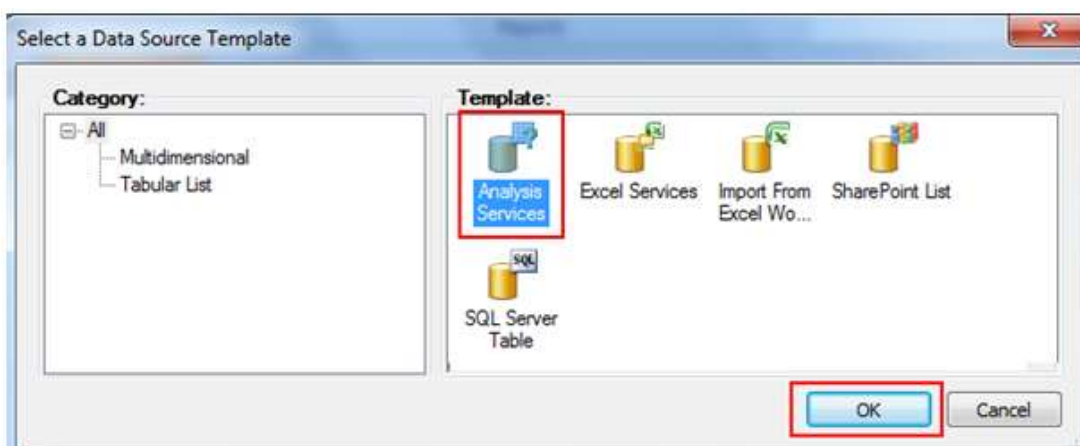 Select a Data Source Template
Category:
All
Multidimensional
Tabular List
Template:
Analysis
Services
Excel Services
Import From
Excel Wo...
SharePoint List
SQL
SQL Server
Table
OK
Cancel